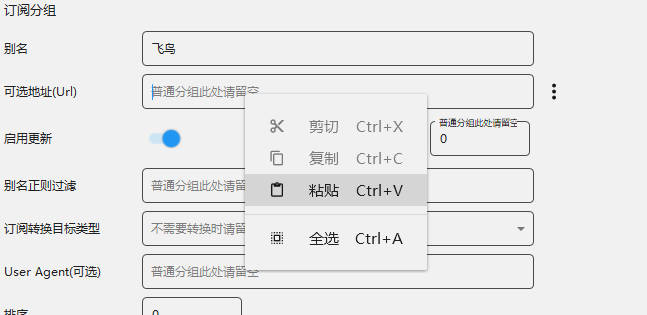 订阅分组
别名 飞鸟
可选地址(Url) 普通分组此处请留空
剪切 Ctrl+X
启用更新 普通分组此处请留空 0
复制 Ctrl+C
别名正则过滤 普通分组此处请留
粘贴 Ctrl+V
订阅转换目标类型 不需要转换时请留
全选 Ctrl+A
User Agent(可选) 普通分组此处请留空
排序 0